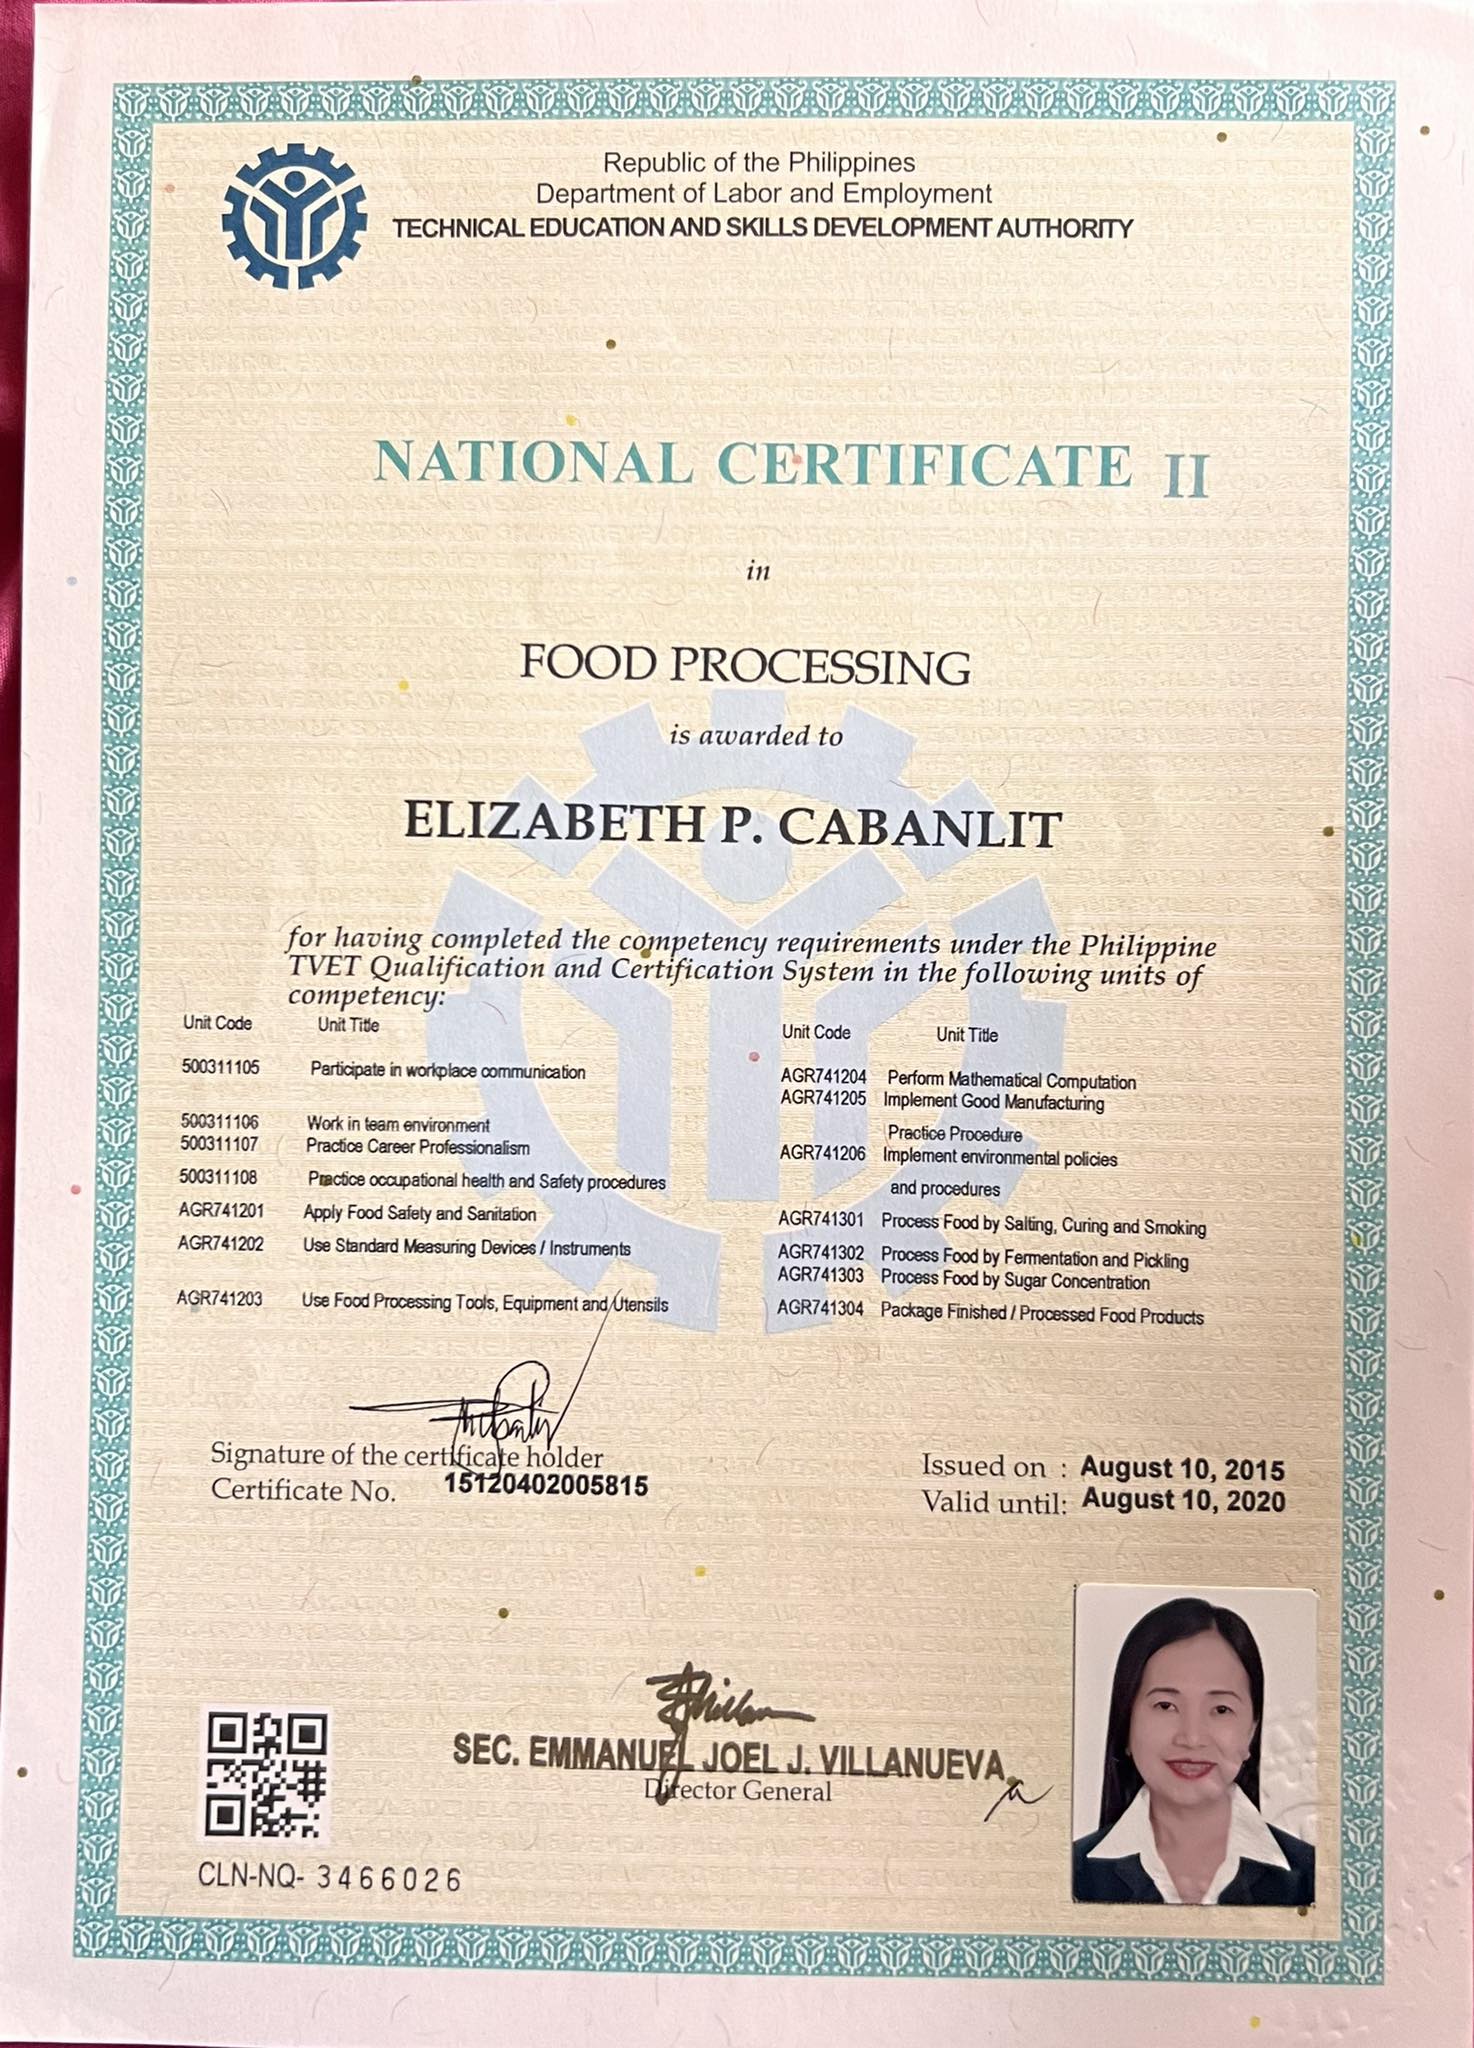 Republic of the Philippines
Department of Labor and Employment
TECHNICAL EDUCATION AND SKILLS DEVELOPMENT AUTHORITY
NATIONAL CERTIFICATE II
in
FOOD PROCESSING
is awarded to
ELIZABETH P. CABANLIT
for having completed the competency requirements under the Philippine
TVET Qualification and Certification System in the following units of
competency:
Unit Code Unit Title
500311105 Participate in workplace communication
500311106 Work in team environment
500311107 Practice Career Professionalism
500311108 Practice occupational health and Safety procedures
AGR741201 Apply Food Safety and Sanitation
AGR741202 Use Standard Measuring Devices / Instruments
AGR741203 Use Food Processing Tools, Equipment and Utensils
Unit Code Unit Title
AGR741204 Perform Mathematical Computation
AGR741205 Implement Good Manufacturing
Practice Procedure
AGR741206 Implement environmental policies
and procedures
AGR741301 Process Food by Salting, Curing and Smoking
AGR741302 Process Food by Fermentation and Pickling
AGR741303 Process Food by Sugar Concentration
AGR741304 Package Finished / Processed Food Products
Signature of the certificate holder
Certificate No. 15120402005815
Issued on : August 10, 2015
Valid until: August 10, 2020
SEC. EMMANUEL JOEL J. VILLANUEVA
Director General
CLN-NQ- 3466026